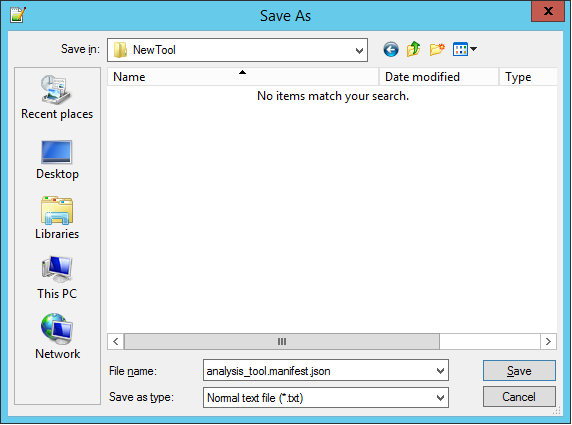 Save As
X
Save in:
NewTool
Name
Date modified
Type
No items match your search.
Recent places
Desktop
Libraries
This PC
Network
File name:
analysis_tool.manifest.json
Save
Save as type:
Normal text file (*.txt)
Cancel